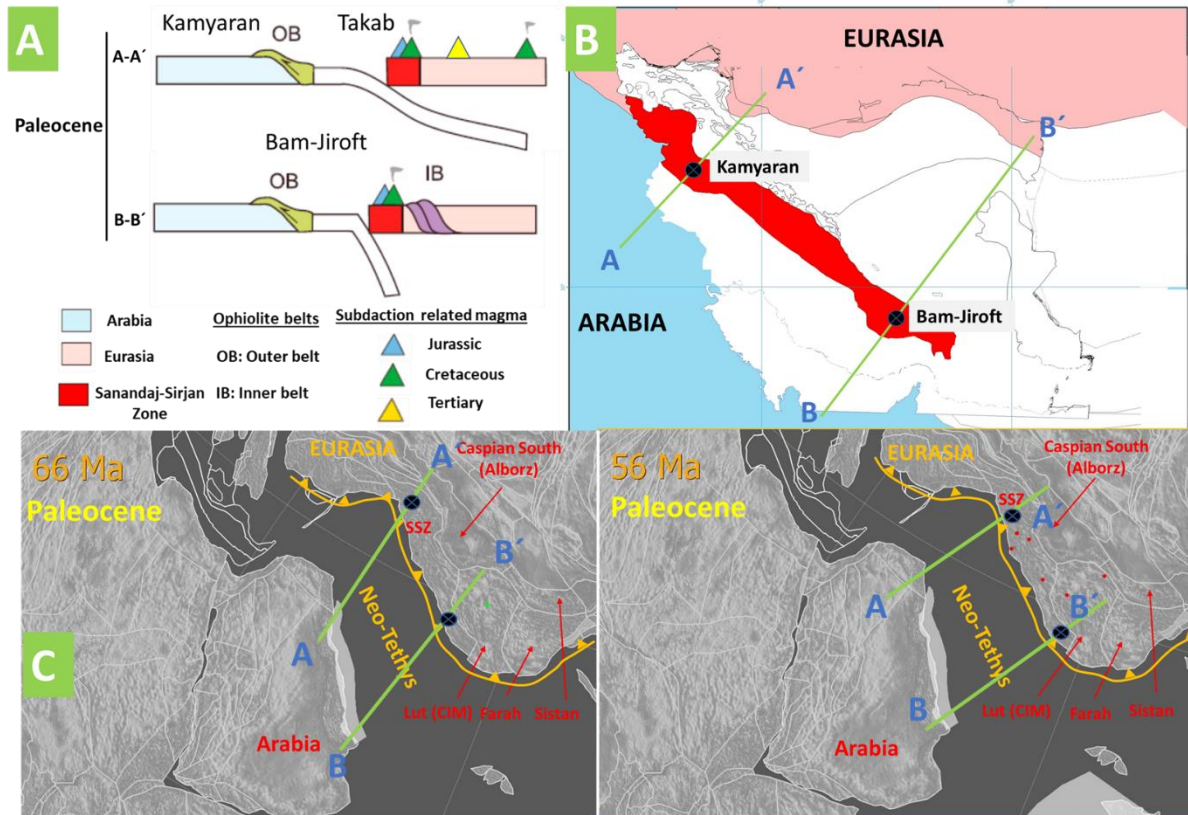 A
Kamyaran
OB
Takab
A-A´
Paleocene
Bam-Jiroft
OB
IB
B-B´
Arabia
Eurasia
Sanandaj-Sirjan
Zone
Ophiolite belts
OB: Outer belt
IB: Inner belt
Subdaction related magma
Jurassic
Cretaceous
Tertiary
B
EURASIA
A´
B´
Kamyaran
A
ARABIA
Bam-Jiroft
B
C
66 Ma
Paleocene
EURASIA
A´
Caspian South
(Alborz)
SSZ
B´
A
Neo-Tethys
Lut (CIM)
Farah
Sistan
Arabia
B
56 Ma
Paleocene
EURASIA
Caspian South
(Alborz)
SSZ
A´
A
Neo-Tethys
B´
B
Lut (CIM)
Farah
Sistan
Arabia